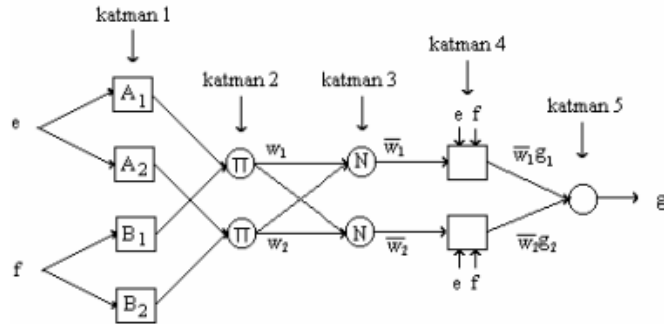 katman 1
katman 2
katman 3
katman 4
katman 5
e
f
A1
A2
B1
B2
Π
Π
w1
w2
N
N
w̅1
w̅2
e f
e f
w̅1g1
w̅2g2
g